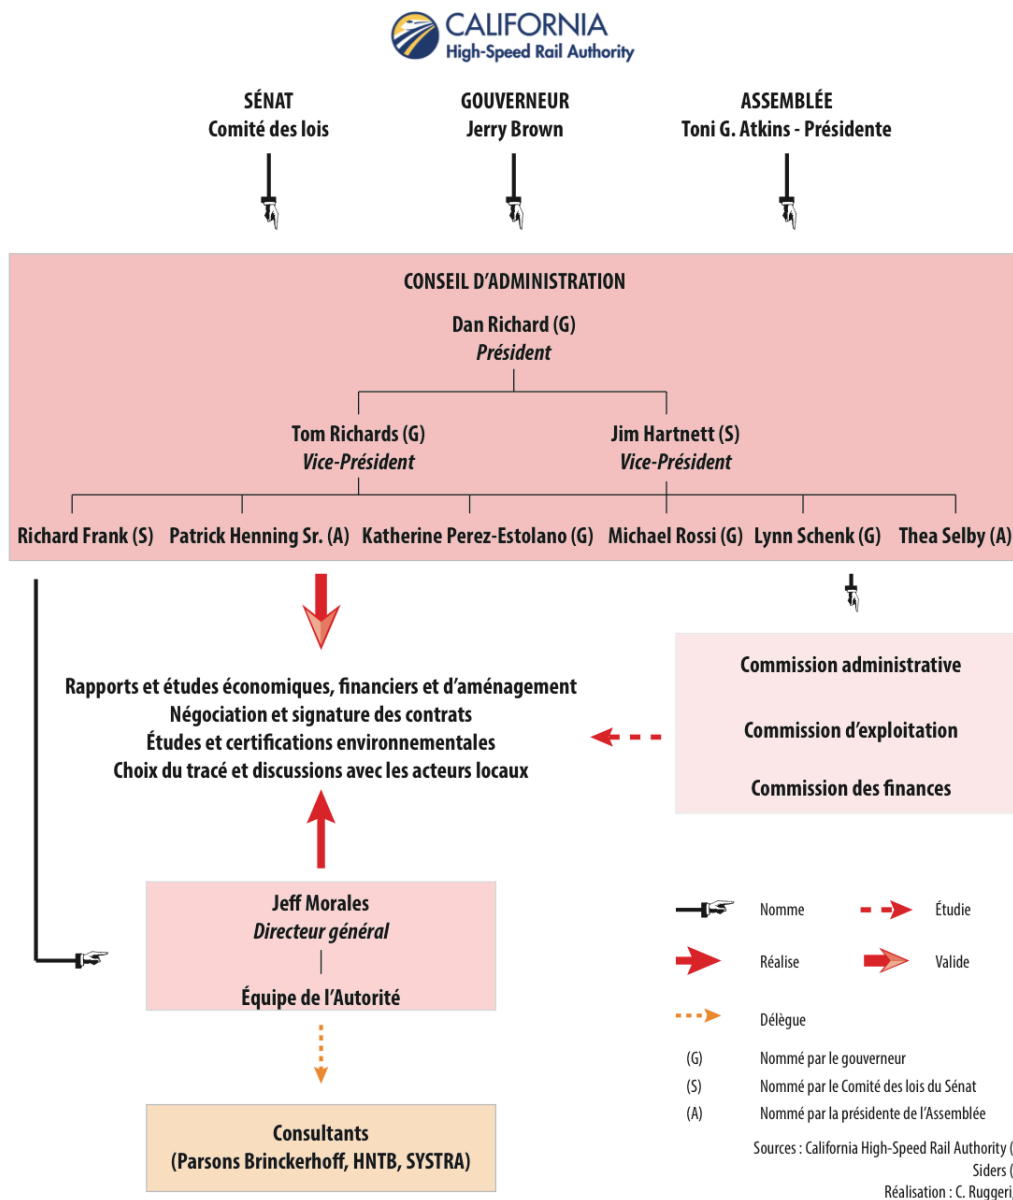 CALIFORNIA
High-Speed Rail Authority
SÉNAT
Comité des lois
GOUVERNEUR
Jerry Brown
ASSEMBLÉE
Toni G. Atkins - Présidente
CONSEIL D’ADMINISTRATION
Dan Richard (G)
Président
Tom Richards (G)
Vice-Président
Jim Hartnett (S)
Vice-Président
Richard Frank (S)
Patrick Henning Sr. (A)
Katherine Perez-Estolano (G)
Michael Rossi (G)
Lynn Schenk (G)
Thea Selby (A)
Rapports et études économiques, financiers et d’aménagement
Négociation et signature des contrats
Études et certifications environnementales
Choix du tracé et discussions avec les acteurs locaux
Commission administrative
Commission d’exploitation
Commission des finances
Jeff Morales
Directeur général
Équipe de l’Autorité
Consultants
(Parsons Brinckerhoff, HNTB, SYSTRA)
Nomme
Étudie
Réalise
Valide
Délègue
(G) Nommé par le gouverneur
(S) Nommé par le Comité des lois du Sénat
(A) Nommé par la présidente de l’Assemblée
Sources : California High-Speed Rail Authority (
Siders (
Réalisation : C. Ruggeri,